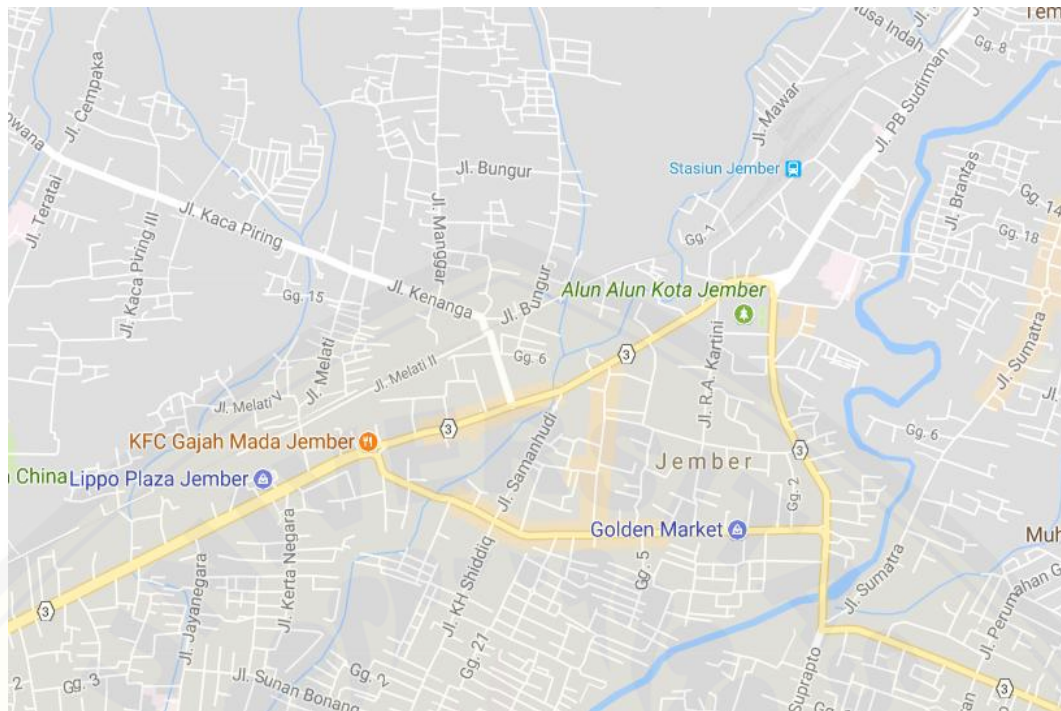 Tem
usa Indah
Gg. 8
Jl. Cempaka
Jl. Mawar
Jl. PB Sudirman
owana
Stasiun Jember
Jl. Bungur
Jl. Brantas
Gg. 14
Jl. Teratai
Jl. Kaca Piring
Jl. Manggar
Gg. 1
Gg. 18
Jl. Kaca Piring III
Gg. 15
Jl. Kenanga
Jl. Bungur
Alun Alun Kota Jember
Jl. Sumatra
Jl. Melati
Jl. Melati II
Gg. 6
3
Jl. R.A. Kartini
Jl. Melati V
KFC Gajah Mada Jember
3
Jl. Samanhudi
Jember
3
Gg. 6
China
Lippo Plaza Jember
Gg. 2
Golden Market
Muh
Jl. Kerta Negara
Jl. KH Shiddiq
Gg. 5
Jl. Sumatra
Jl. Perumahan G
3
Jl. Jayanegara
Gg. 21
2
Gg. 3
Jl. Sunan Bonang
Gg. 2
Suprapto
3
an